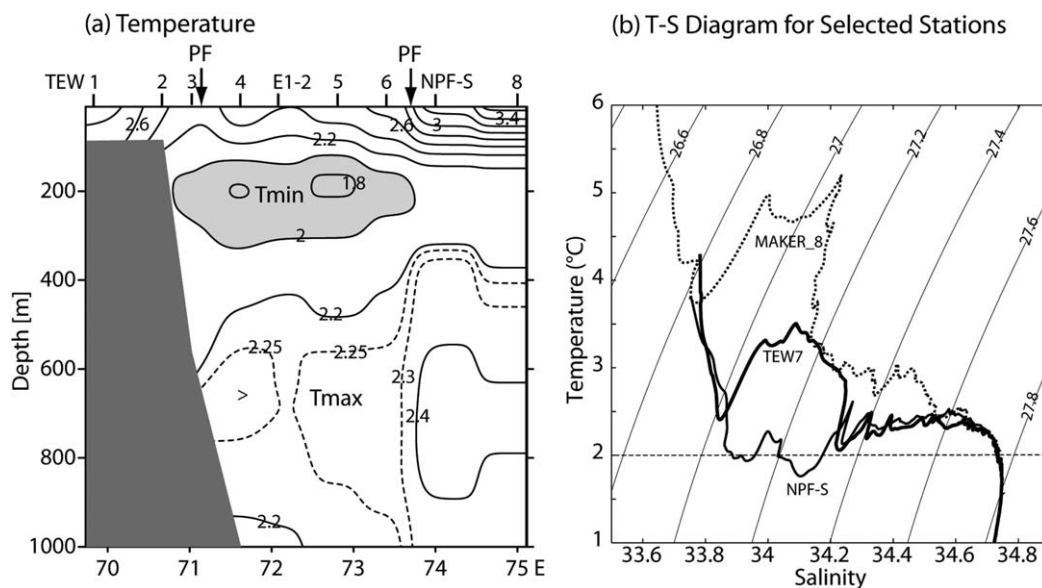 (a) Temperature
PF
PF
TEW 1 2 3 4 E1-2 5 6 NPF-S 8
2.6
2.2
2.6
3
3.4
1.8
Tmin
2
2.2
2.2
2.25
2.25
2.3
2.4
>
Tmax
2.2
200
400
600
800
1000
Depth [m]
70 71 72 73 74 75 E
(b) T-S Diagram for Selected Stations
6
5
4
3
2
1
Temperature (°C)
26.6
26.8
27
27.2
27.4
27.6
27.8
MAKER_8
TEW7
NPF-S
33.6 33.8 34 34.2 34.4 34.6 34.8
Salinity